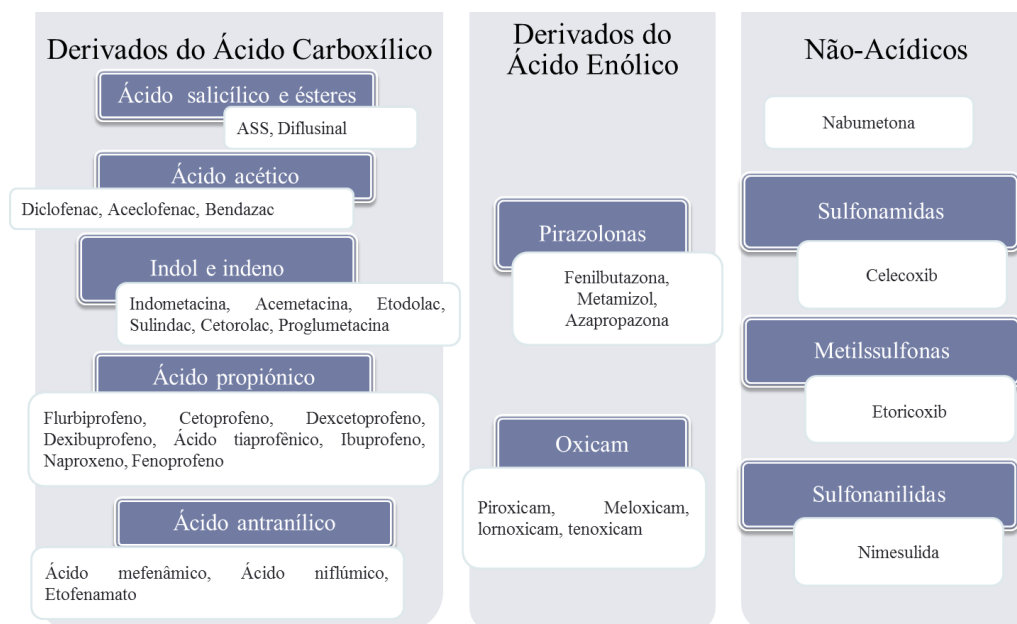 Derivados do Ácido Carboxílico
Ácido salicílico e ésteres
ASS, Diflusinal
Ácido acético
Diclofenac, Aceclofenac, Bendazac
Indol e indeno
Indometacina, Acemetacina, Etodolac,
Sulindac, Cetorolac, Proglumetacina
Ácido propiónico
Flurbiprofeno, Cetoprofeno, Dexcetoprofeno,
Dexibuprofeno, Ácido tiaprofênico, Ibuprofeno,
Naproxeno, Fenoprofeno
Ácido antranílico
Ácido mefenâmico, Ácido niflúmico,
Etofenamato
Derivados do
Ácido Enólico
Pirazolonas
Fenilbutazona,
Metamizol,
Azapropazona
Oxicam
Piroxicam, Meloxicam,
lornoxicam, tenoxicam
Não-Acídicos
Nabumetona
Sulfonamidas
Celecoxib
Metilssulfonas
Etoricoxib
Sulfonanilidas
Nimesulida